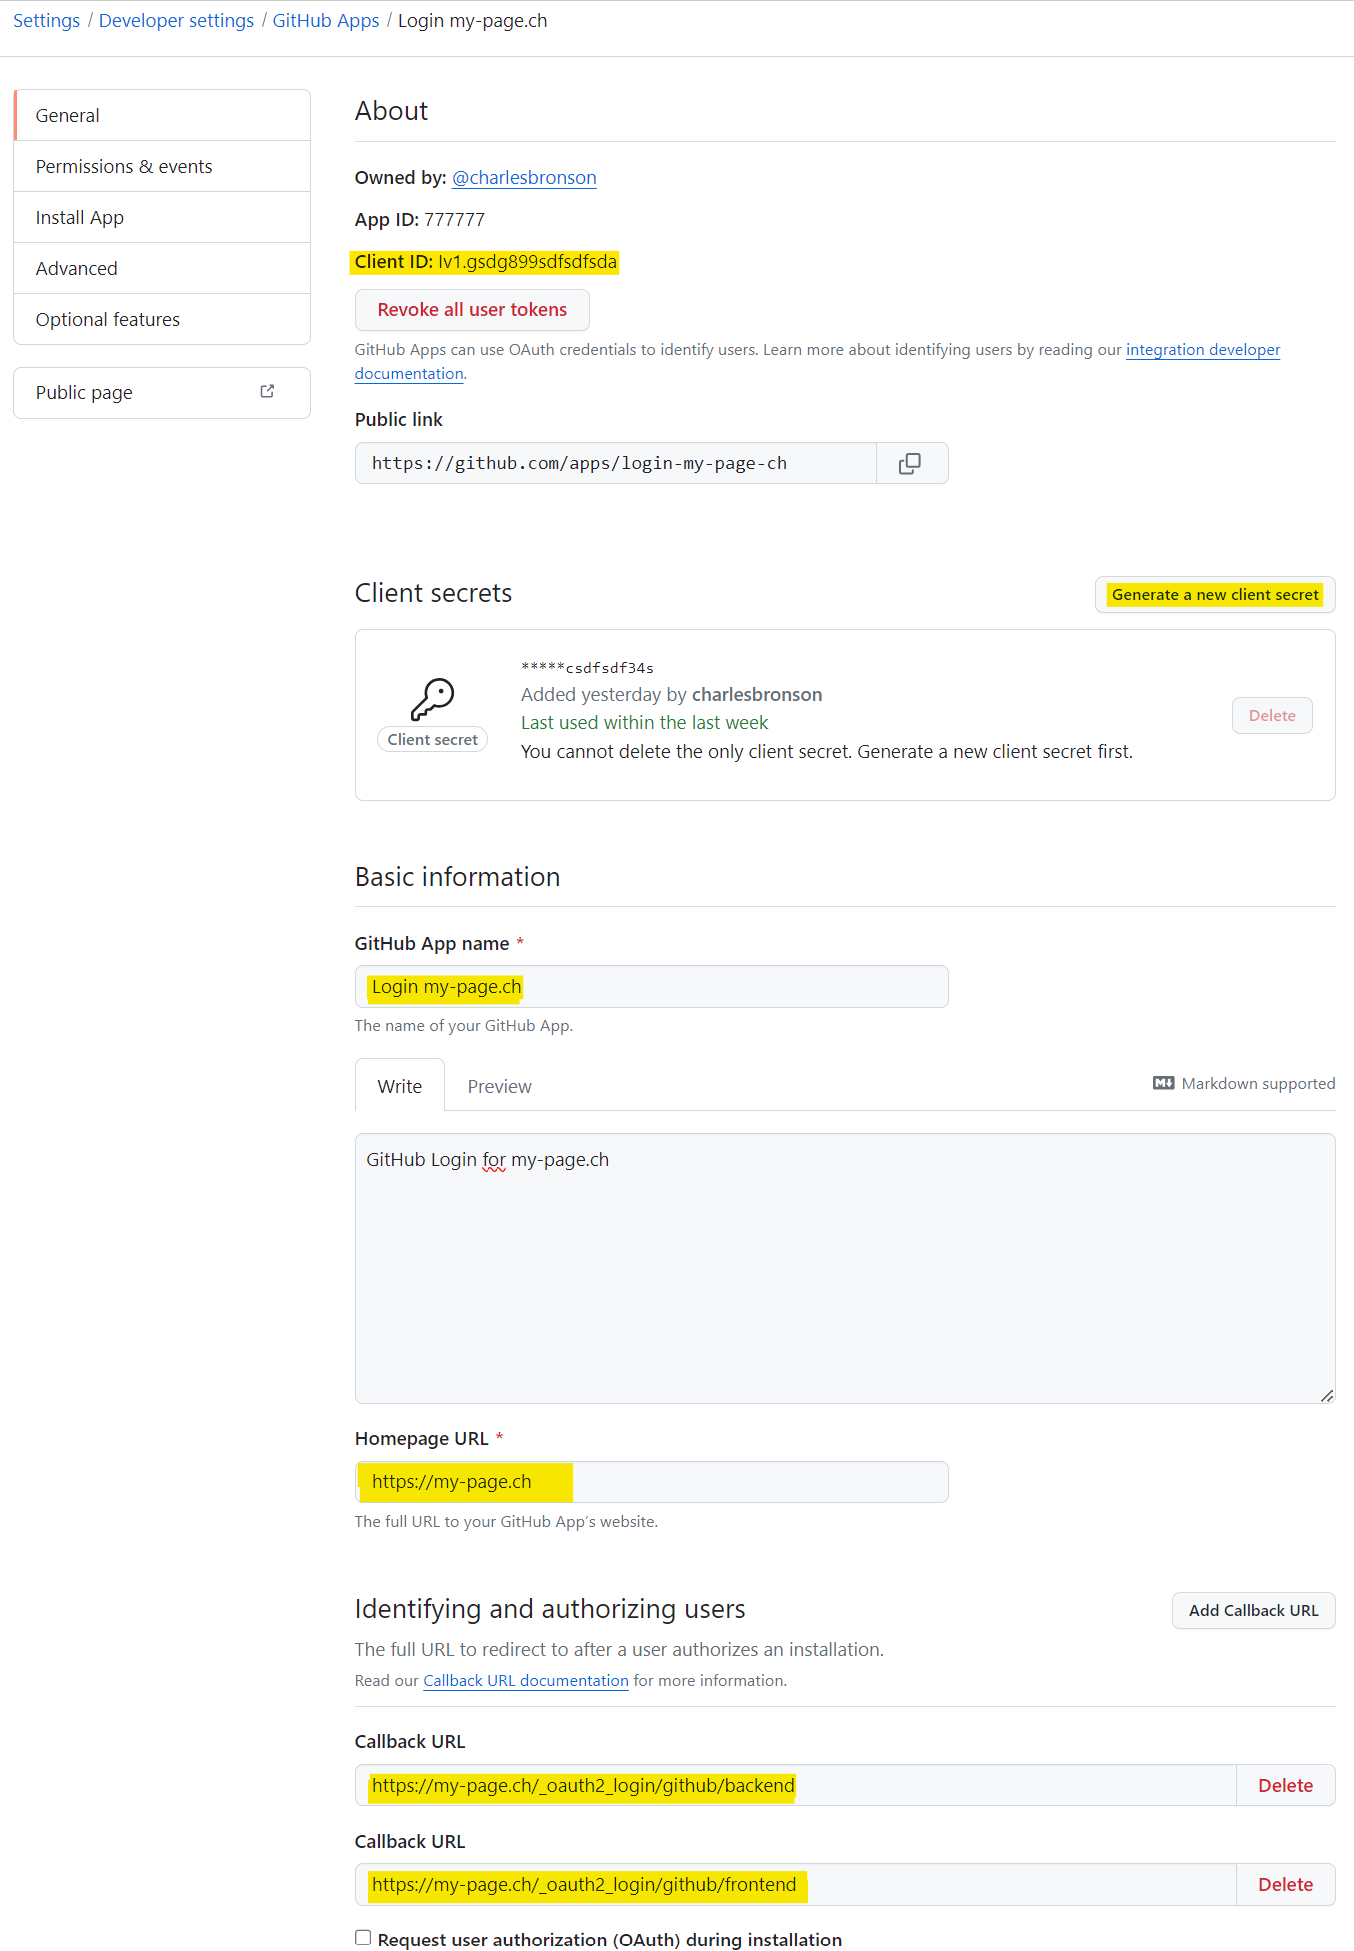 Settings / Developer settings / GitHub Apps / Login my-page.ch
General
Permissions & events
Install App
Advanced
Optional features
Public page
About
Owned by: @charlesbronson
App ID: 777777
Client ID: Iv1.gsdg899sdfsdfsda
Revoke all user tokens
GitHub Apps can use OAuth credentials to identify users. Learn more about identifying users by reading our integration developer
documentation.
Public link
https://github.com/apps/login-my-page-ch
Client secrets
Generate a new client secret
*****csdfsdf34s
Added yesterday by charlesbronson
Last used within the last week
You cannot delete the only client secret. Generate a new client secret first.
Client secret
Delete
Basic information
GitHub App name *
Login my-page.ch
The name of your GitHub App.
Write
Preview
Markdown supported
GitHub Login for my-page.ch
Homepage URL *
https://my-page.ch
The full URL to your GitHub App's website.
Identifying and authorizing users
Add Callback URL
The full URL to redirect to after a user authorizes an installation.
Read our Callback URL documentation for more information.
Callback URL
https://my-page.ch/_oauth2_login/github/backend
Delete
Callback URL
https://my-page.ch/_oauth2_login/github/frontend
Delete
Request user authorization (OAuth) during installation